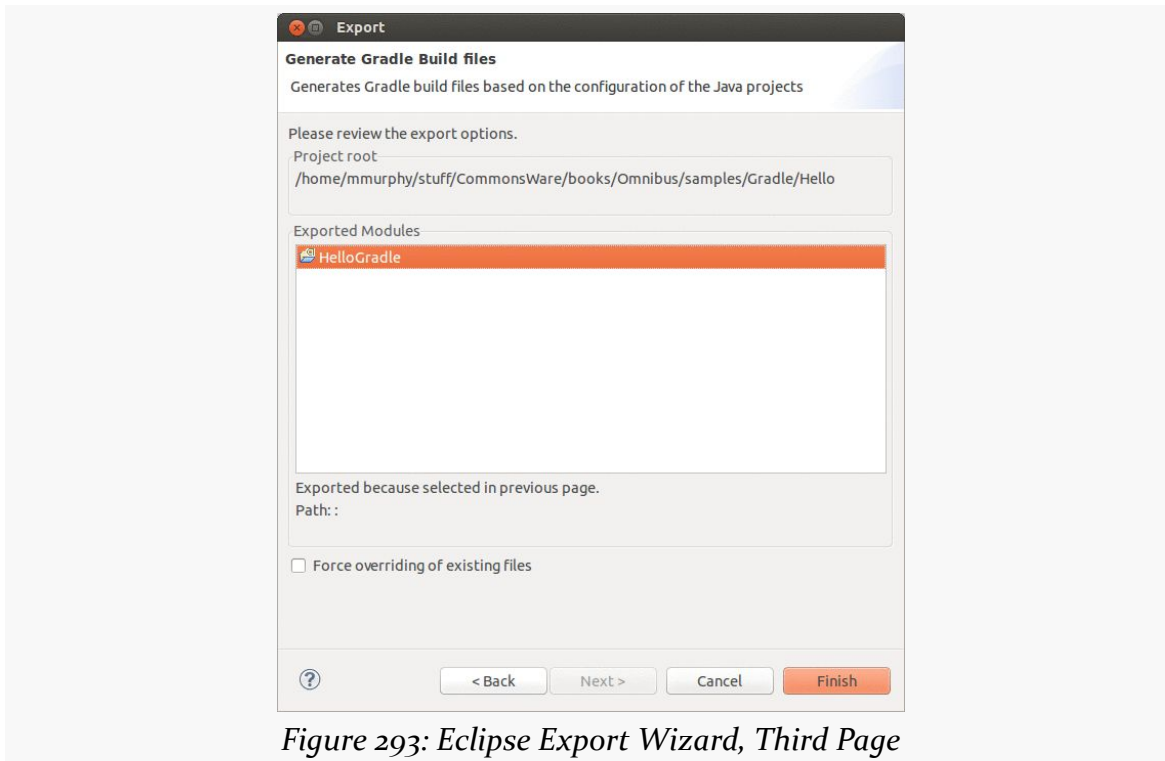 Export
Generate Gradle Build files
Generates Gradle build files based on the configuration of the Java projects
Please review the export options.
Project root
/home/mmurphy/stuff/CommonsWare/books/Omnibus/samples/Gradle/Hello
Exported Modules
HelloGradle
Exported because selected in previous page.
Path: :
Force overriding of existing files
? < Back Next > Cancel Finish
Figure 293: Eclipse Export Wizard, Third Page